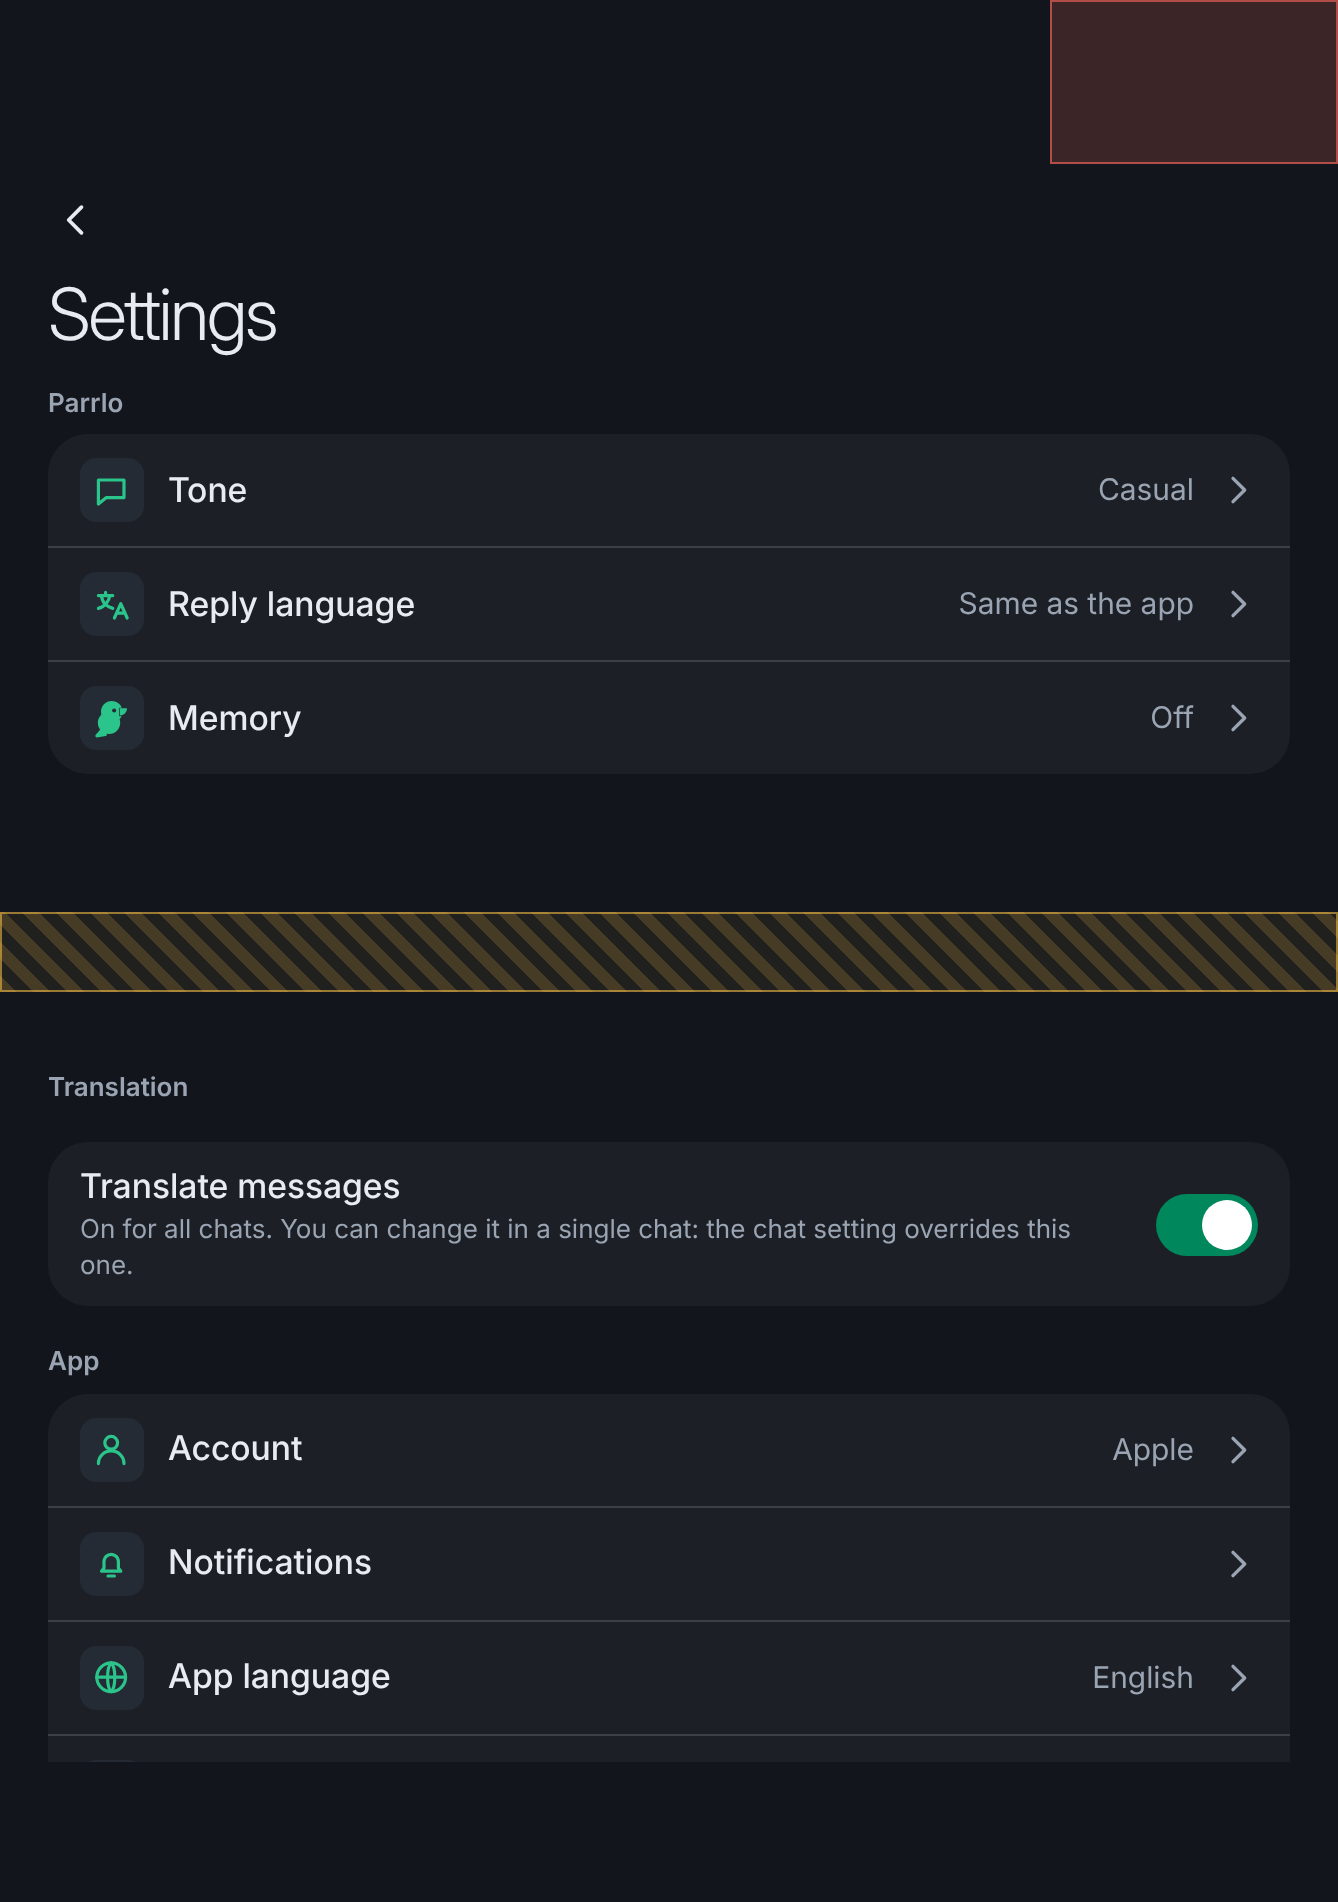 Settings
Parrlo
Tone
Casual
Reply language
Same as the app
Memory
Off
Translation
Translate messages
On for all chats. You can change it in a single chat: the chat setting overrides this
one.
App
Account
Apple
Notifications
App language
English